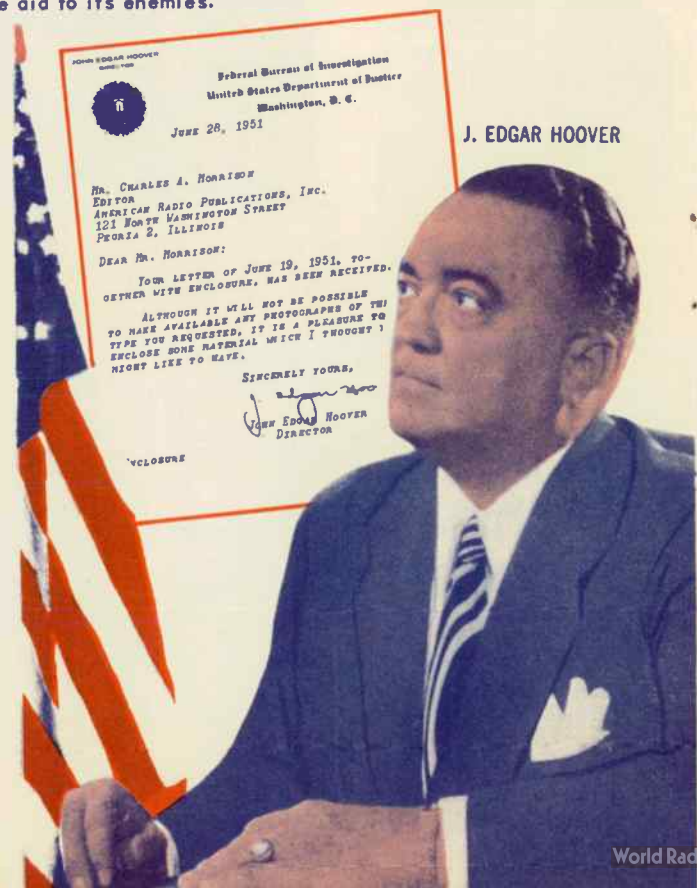 e aid to its enemies.
JOHN EDGAR HOOVER
DIRECTOR
Federal Bureau of Investigation
United States Department of Justice
Washington, D. C.
JUNE 28, 1951
J. EDGAR HOOVER
MR. CHARLES A. MORRISON
EDITOR
AMERICAN RADIO PUBLICATIONS, INC.
121 NORTH WASHINGTON STREET
PEORIA 2, ILLINOIS
DEAR MR. MORRISON:
YOUR LETTER OF JUNE 19, 1951, TO-
GETHER WITH ENCLOSURE, HAS BEEN RECEIVED.
ALTHOUGH IT WILL NOT BE POSSIBLE
TO MAKE AVAILABLE ANY PHOTOGRAPHS OF THE
TYPE YOU REQUESTED, IT IS A PLEASURE TO
ENCLOSE SOME MATERIAL WHICH I THOUGHT
MIGHT LIKE TO HAVE.
SINCERELY YOURS,
J. Edgar Hoo
JOHN EDGAR HOOVER
DIRECTOR
NCLOSURE
World Rad